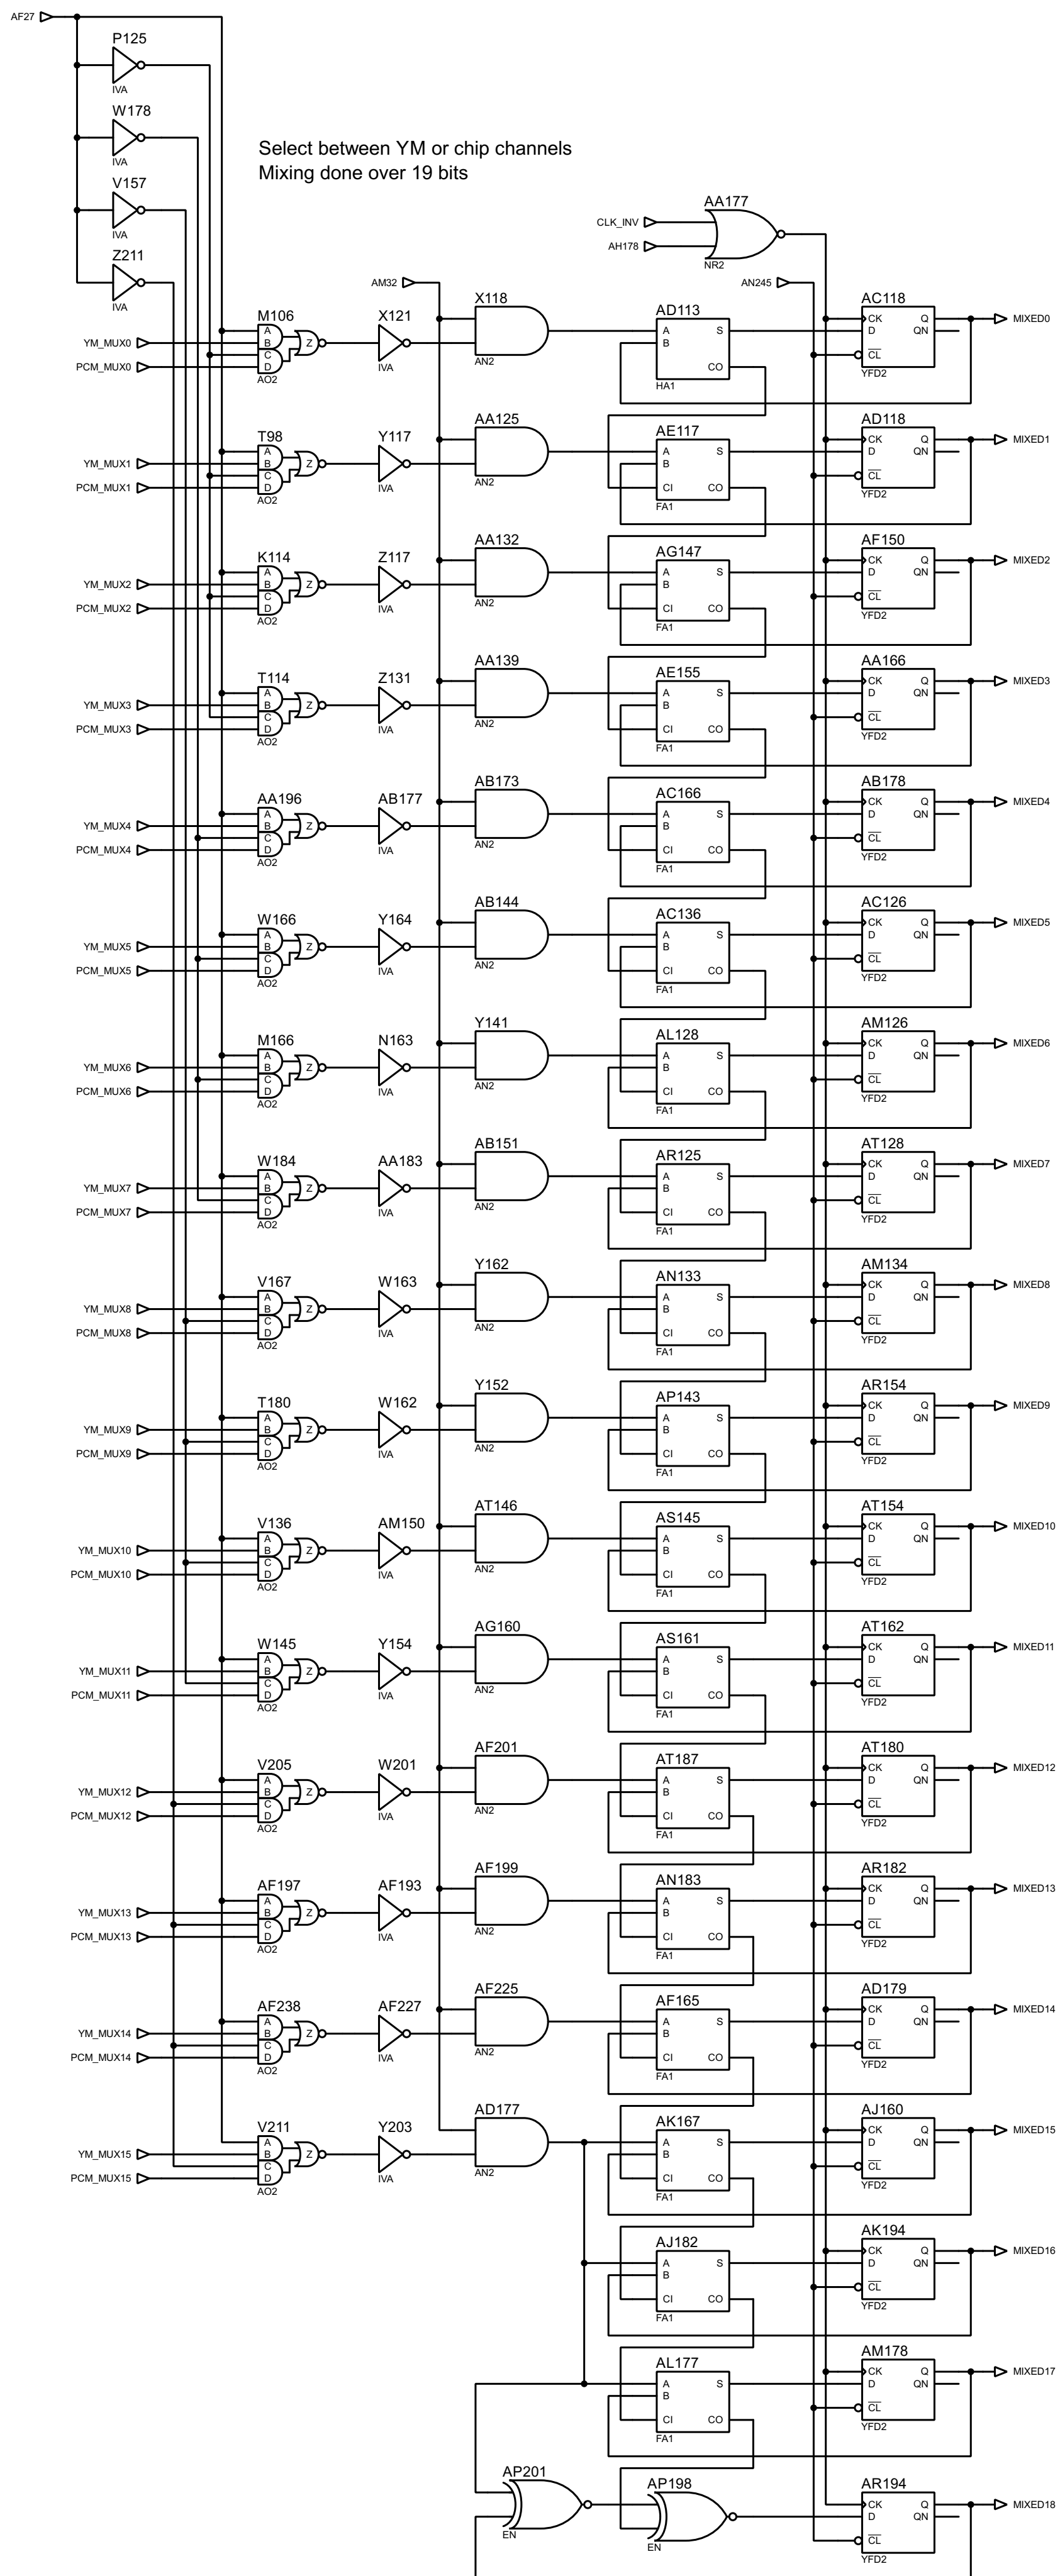 AF27
P125
IVA
W178
IVA
Select between YM or chip channels
Mixing done over 19 bits
V157
IVA
AA177
CLK_INV
AH178
NR2
Z211
IVA
AM32
AN245
M106 X121 X118 AD113 AC118
YM_MUX0 A B C D Z A S CK Q MIXED0
PCM_MUX0 B CO D QN CL
AO2 IVA AN2 HA1 YFD2
T98 Y117 AA125 AE117 AD118
YM_MUX1 A B C D Z A S CK Q MIXED1
PCM_MUX1 B CI CO D QN CL
AO2 IVA AN2 FA1 YFD2
K114 Z117 AA132 AG147 AF150
YM_MUX2 A B C D Z A S CK Q MIXED2
PCM_MUX2 B CI CO D QN CL
AO2 IVA AN2 FA1 YFD2
T114 Z131 AA139 AE155 AA166
YM_MUX3 A B C D Z A S CK Q MIXED3
PCM_MUX3 B CI CO D QN CL
AO2 IVA AN2 FA1 YFD2
AA196 AB177 AB173 AC166 AB178
YM_MUX4 A B C D Z A S CK Q MIXED4
PCM_MUX4 B CI CO D QN CL
AO2 IVA AN2 FA1 YFD2
W166 Y164 AB144 AC136 AC126
YM_MUX5 A B C D Z A S CK Q MIXED5
PCM_MUX5 B CI CO D QN CL
AO2 IVA AN2 FA1 YFD2
M166 N163 Y141 AL128 AM126
YM_MUX6 A B C D Z A S CK Q MIXED6
PCM_MUX6 B CI CO D QN CL
AO2 IVA AN2 FA1 YFD2
W184 AA183 AB151 AR125 AT128
YM_MUX7 A B C D Z A S CK Q MIXED7
PCM_MUX7 B CI CO D QN CL
AO2 IVA AN2 FA1 YFD2
V167 W163 Y162 AN133 AM134
YM_MUX8 A B C D Z A S CK Q MIXED8
PCM_MUX8 B CI CO D QN CL
AO2 IVA AN2 FA1 YFD2
T180 W162 Y152 AP143 AR154
YM_MUX9 A B C D Z A S CK Q MIXED9
PCM_MUX9 B CI CO D QN CL
AO2 IVA AN2 FA1 YFD2
V136 AM150 AT146 AS145 AT154
YM_MUX10 A B C D Z A S CK Q MIXED10
PCM_MUX10 B CI CO D QN CL
AO2 IVA AN2 FA1 YFD2
W145 Y154 AG160 AS161 AT162
YM_MUX11 A B C D Z A S CK Q MIXED11
PCM_MUX11 B CI CO D QN CL
AO2 IVA AN2 FA1 YFD2
V205 W201 AF201 AT187 AT180
YM_MUX12 A B C D Z A S CK Q MIXED12
PCM_MUX12 B CI CO D QN CL
AO2 IVA AN2 FA1 YFD2
AF197 AF193 AF199 AN183 AR182
YM_MUX13 A B C D Z A S CK Q MIXED13
PCM_MUX13 B CI CO D QN CL
AO2 IVA AN2 FA1 YFD2
AF238 AF227 AF225 AF165 AD179
YM_MUX14 A B C D Z A S CK Q MIXED14
PCM_MUX14 B CI CO D QN CL
AO2 IVA AN2 FA1 YFD2
V211 Y203 AD177 AK167 AJ160
YM_MUX15 A B C D Z A S CK Q MIXED15
PCM_MUX15 B CI CO D QN CL
AO2 IVA AN2 FA1 YFD2
AJ182 AK194
A S CK Q MIXED16
B CI CO D QN CL
FA1 YFD2
AL177 AM178
A S CK Q MIXED17
B CI CO D QN CL
FA1 YFD2
AP201 AP198 AR194
CK Q MIXED18
D QN CL
EN EN YFD2